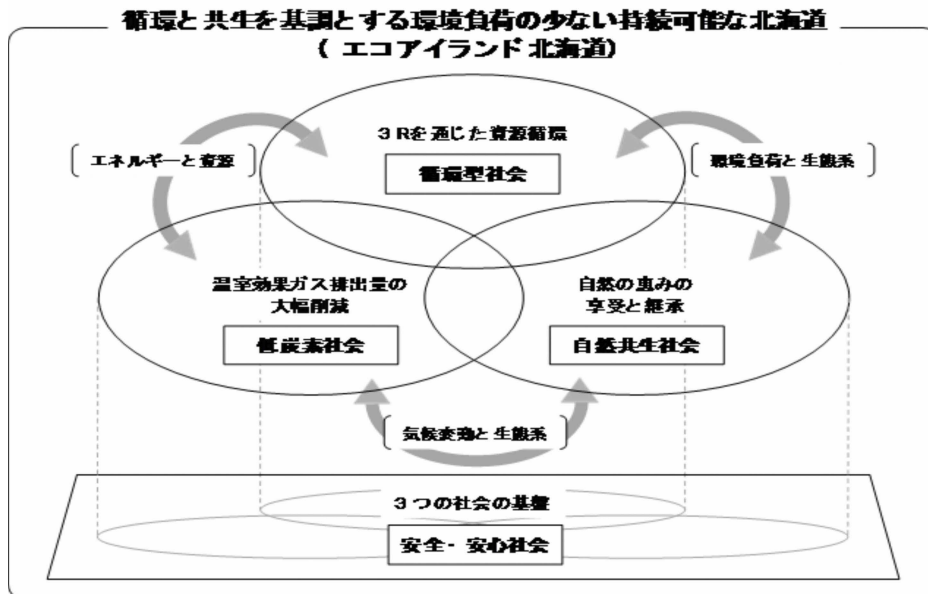 循環と共生を基調とする環境負荷の少ない持続可能な北海道
(エコアイランド北海道)
3Rを通じた資源循環
エネルギーと資源
環境負荷と生態系
循環型社会
温室効果ガス排出量の
大幅削減
自然の恵みの
享受と継承
低炭素社会
自然共生社会
気候変動と生態系
3つの社会の基盤
安全・安心社会